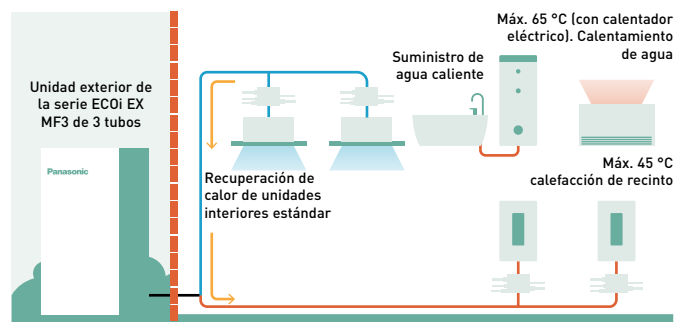 Unidad exterior de
la serie ECOi EX
MF3 de 3 tubos
Panasonic
Recuperación de
calor de unidades
interiores estándar
Suministro de
agua caliente
Máx. 65 °C (con calentador
eléctrico). Calentamiento
de agua
Máx. 45 °C
calefacción de recinto